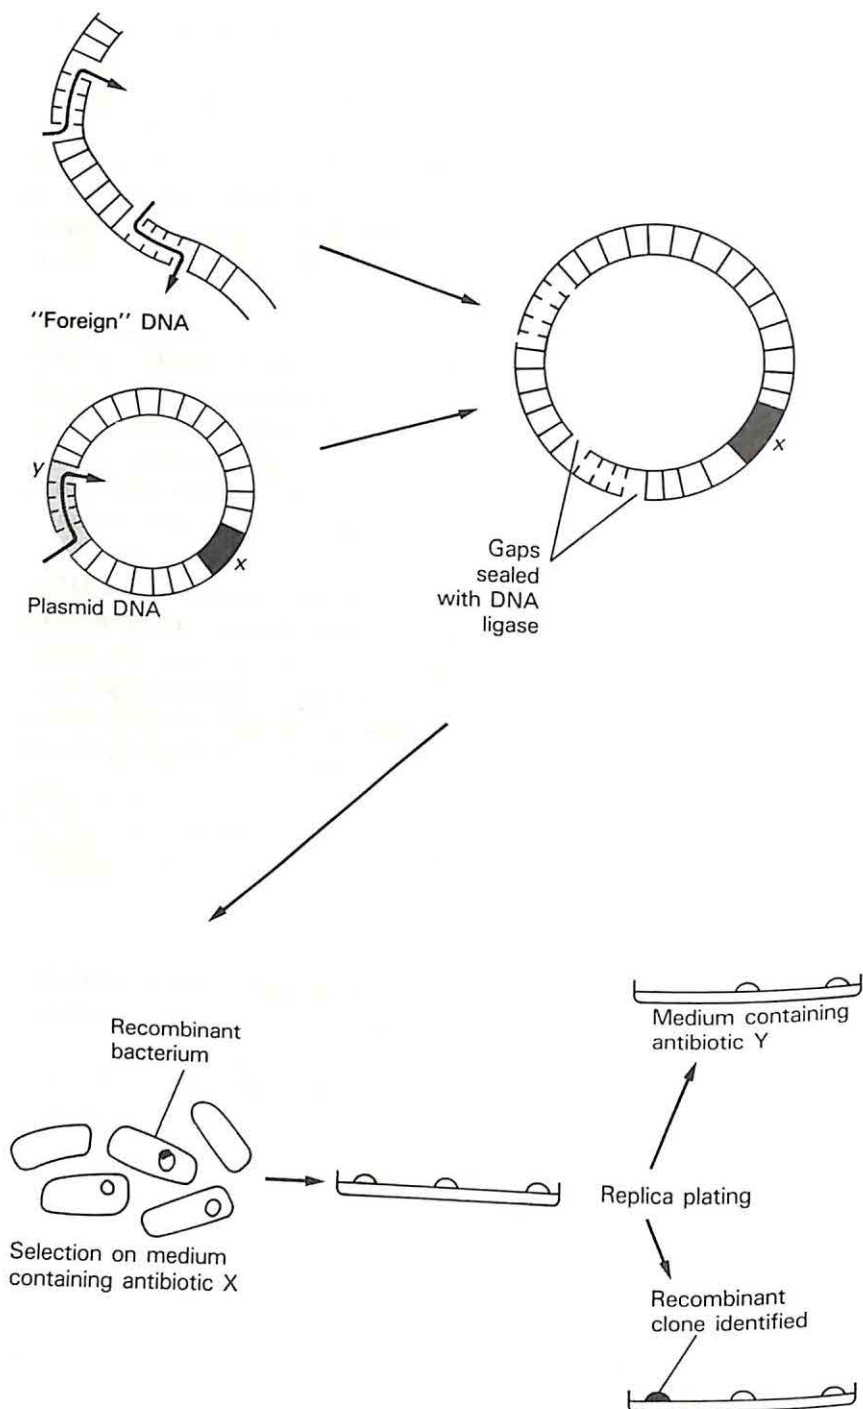 "Foreign" DNA
y
x
Plasmid DNA
x
Gaps
sealed
with DNA
ligase
Recombinant
bacterium
Selection on medium
containing antibiotic X
Medium containing
antibiotic Y
Replica plating
Recombinant
clone identified